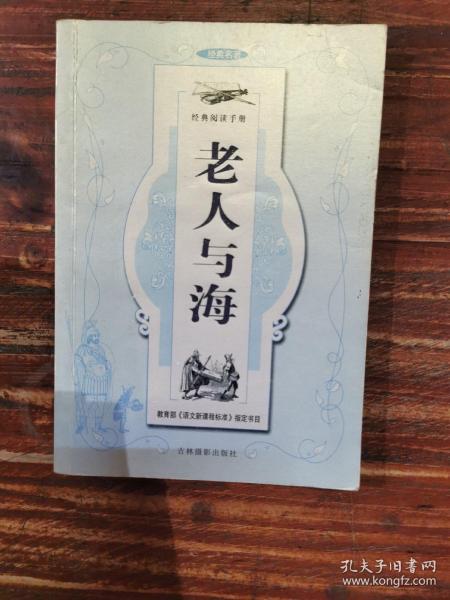 经典名著
经典阅读手册
老人与海
教育部《语文新课程标准》指定书目
吉林摄影出版社
孔夫子旧书网
www.kongfz.com